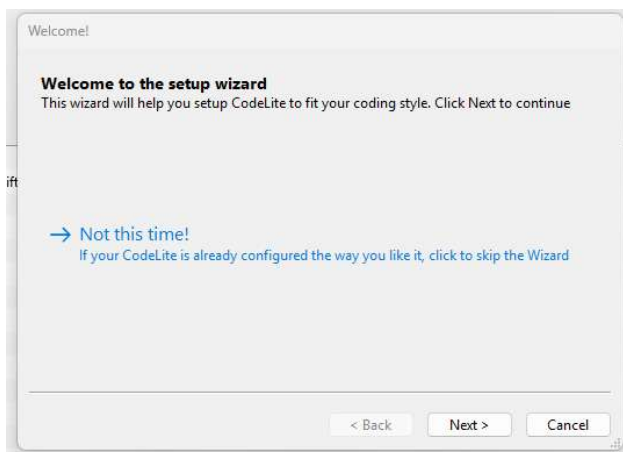 Welcome!
Welcome to the setup wizard
This wizard will help you setup CodeLite to fit your coding style. Click Next to continue
ift
→ Not this time!
If your CodeLite is already configured the way you like it, click to skip the Wizard
< Back
Next >
Cancel